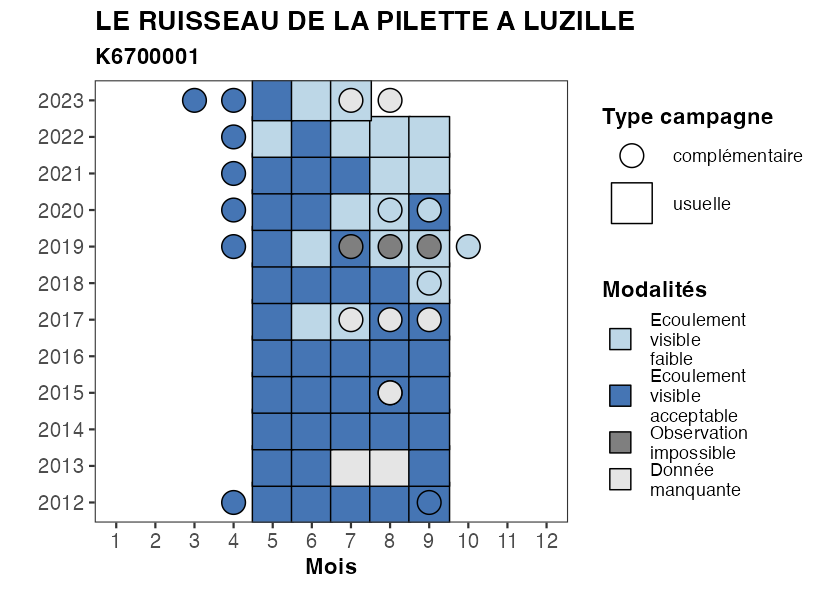 LE RUISSEAU DE LA PILETTE A LUZILLE
K6700001
2023
2022
2021
2020
2019
2018
2017
2016
2015
2014
2013
2012
1 2 3 4 5 6 7 8 9 10 11 12
Mois
Type campagne
complémentaire
usuelle
Modalités
Ecoulement
visible
faible
Ecoulement
visible
acceptable
Observation
impossible
Donnée
manquante